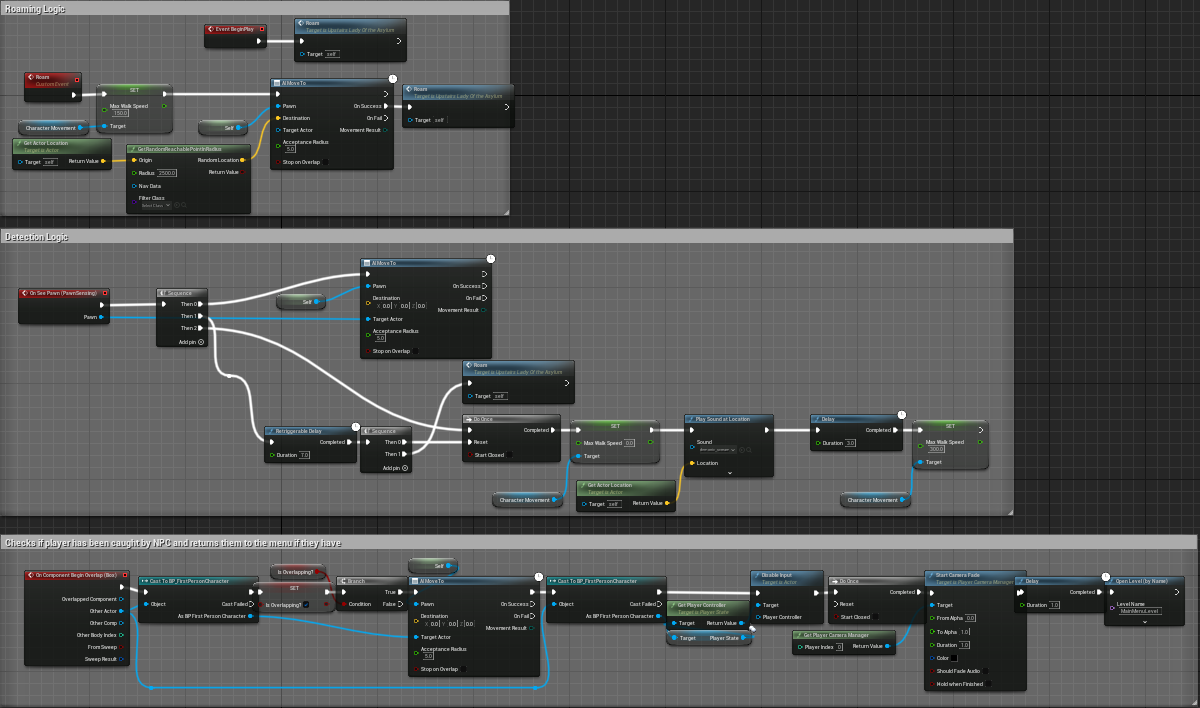 Roaming Logic
Event BeginPlay
Roam
Target is Upstairs Lady Of the Asylum
Target self
Roam
Custom Event
SET
Max Walk Speed
150.0
Target
Character Movement
Get Actor Location
Target is Actor
Target self Return Value
GetRandomReachablePointInRadius
Origin RandomLocation
Radius 2500.0 Return Value
Nav Data
Filter Class
Select Class
Self
AI MoveTo
Pawn On Success
Destination On Fail
Target Actor Movement Result
Acceptance Radius
5.0
Stop on Overlap
Roam
Target is Upstairs Lady Of the Asylum
Target self
Detection Logic
On See Pawn (PawnSensing)
Pawn
Sequence
Then 0
Then 1
Then 2
Add pin
Self
AI MoveTo
Pawn On Success
Destination On Fail
X 0.0 Y 0.0 Z 0.0
Movement Result
Target Actor
Acceptance Radius
5.0
Stop on Overlap
Roam
Target is Upstairs Lady Of the Asylum
Target self
Retriggerable Delay
Completed
Duration 7.0
Sequence
Then 0
Then 1
Add pin
Do Once
Completed
Reset
Start Closed
SET
Max Walk Speed 0.0
Target
Character Movement
Get Actor Location
Target is Actor
Target self Return Value
Play Sound at Location
Sound
Location
Delay
Completed
Duration 3.0
SET
Max Walk Speed
300.0
Target
Character Movement
Checks if player has been caught by NPC and returns them to the menu if they have
On Component Begin Overlap (Box)
Overlapped Component
Other Actor
Other Comp
Other Body Index
From Sweep
Sweep Result
Cast To BP_FirstPersonCharacter
Object Cast Failed
As BP First Person Character
Is Overlapping?
SET
Is Overlapping?
Branch
True
Condition False
Self
AI MoveTo
Pawn On Success
Destination On Fail
X 0.0 Y 0.0 Z 0.0
Movement Result
Target Actor
Acceptance Radius
5.0
Stop on Overlap
Cast To BP_FirstPersonCharacter
Object Cast Failed
As BP First Person Character
Get Player Controller
Target is Player State
Target Return Value
Target Player State
Disable Input
Target is Actor
Target
Player Controller
Do Once
Completed
Reset
Start Closed
Get Player Camera Manager
Player Index 0 Return Value
Start Camera Fade
Target is Player Camera Manager
Target
From Alpha 0.0
To Alpha 1.0
Duration 1.0
Color
Should Fade Audio
Hold when Finished
Delay
Completed
Duration 1.0
Open Level (by Name)
Level Name
MainMenuLevel